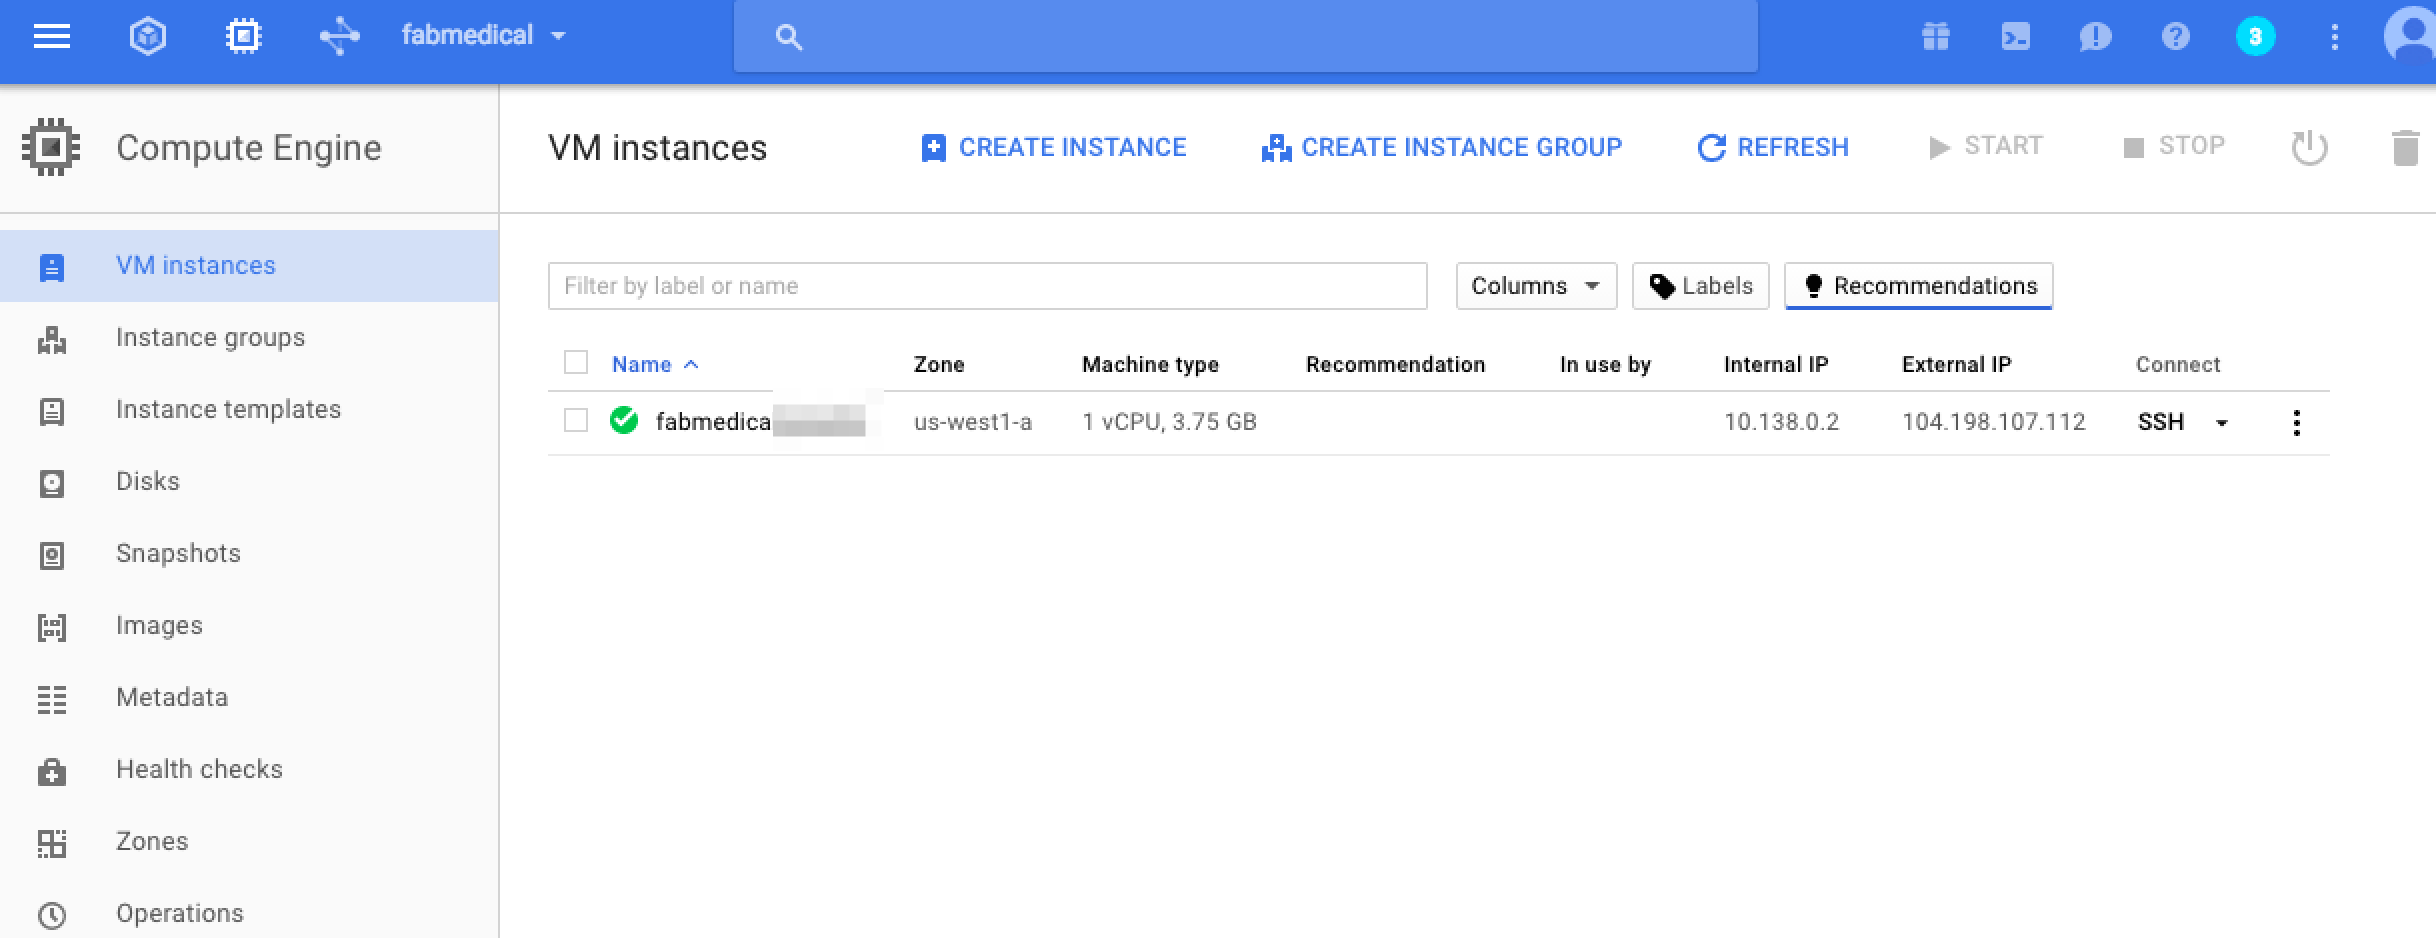 fabmedical
3
Compute Engine
VM instances
CREATE INSTANCE
CREATE INSTANCE GROUP
REFRESH
START
STOP
VM instances
Instance groups
Instance templates
Disks
Snapshots
Images
Metadata
Health checks
Zones
Operations
Filter by label or name
Columns
Labels
Recommendations
Name Zone Machine type Recommendation In use by Internal IP External IP Connect
fabmedica us-west1-a 1 vCPU, 3.75 GB 10.138.0.2 104.198.107.112 SSH